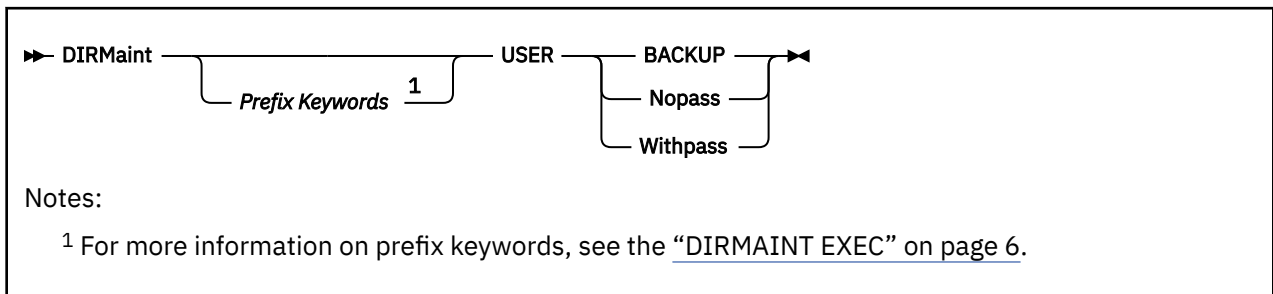 DIRMaint USER BACKUP
Prefix Keywords 1
Nopass
Withpass
Notes:
1 For more information on prefix keywords, see the “DIRMAINT EXEC” on page 6.